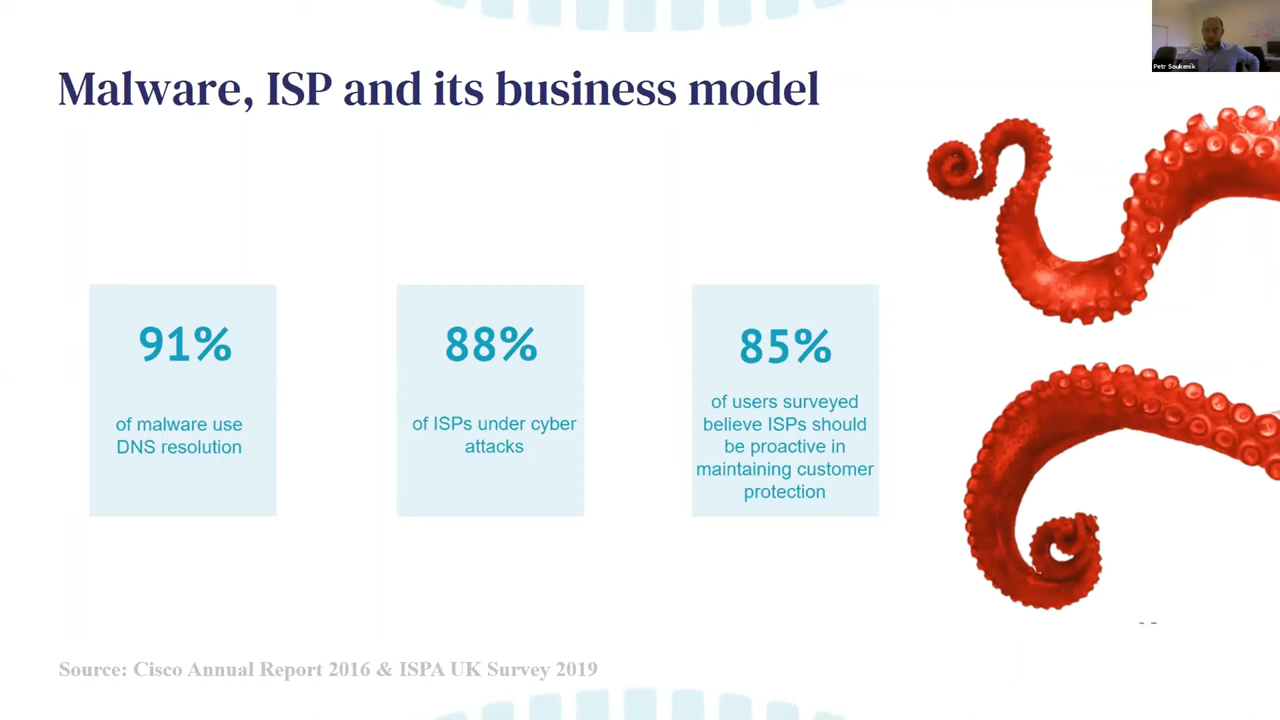 Petr Soukenik
Malware, ISP and its business model
91%
of malware use
DNS resolution
88%
of ISPs under cyber
attacks
85%
of users surveyed
believe ISPs should
be proactive in
maintaining customer
protection
Source: Cisco Annual Report 2016 & ISPA UK Survey 2019